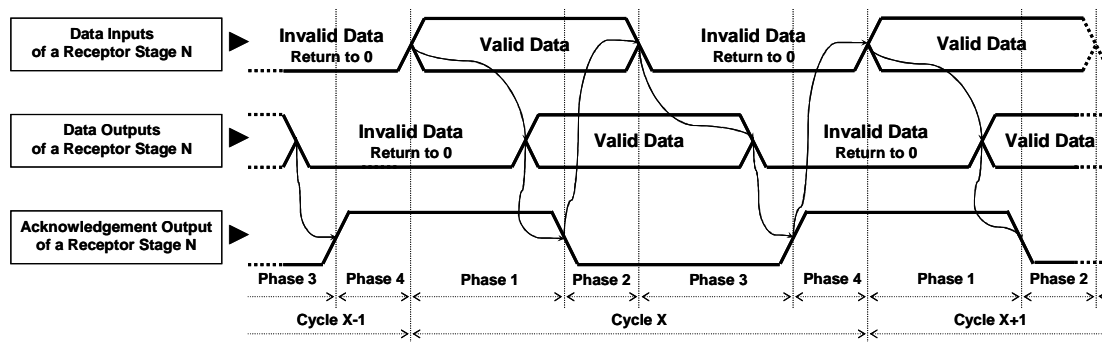 Data Inputs
of a Receptor Stage N
Invalid Data
Return to 0
Valid Data
Invalid Data
Return to 0
Valid Data
Data Outputs
of a Receptor Stage N
Invalid Data
Return to 0
Valid Data
Invalid Data
Return to 0
Valid Data
Acknowledgement Output
of a Receptor Stage N
Phase 3
Phase 4
Phase 1
Phase 2
Phase 3
Phase 4
Phase 1
Phase 2
Cycle X-1
Cycle X
Cycle X+1